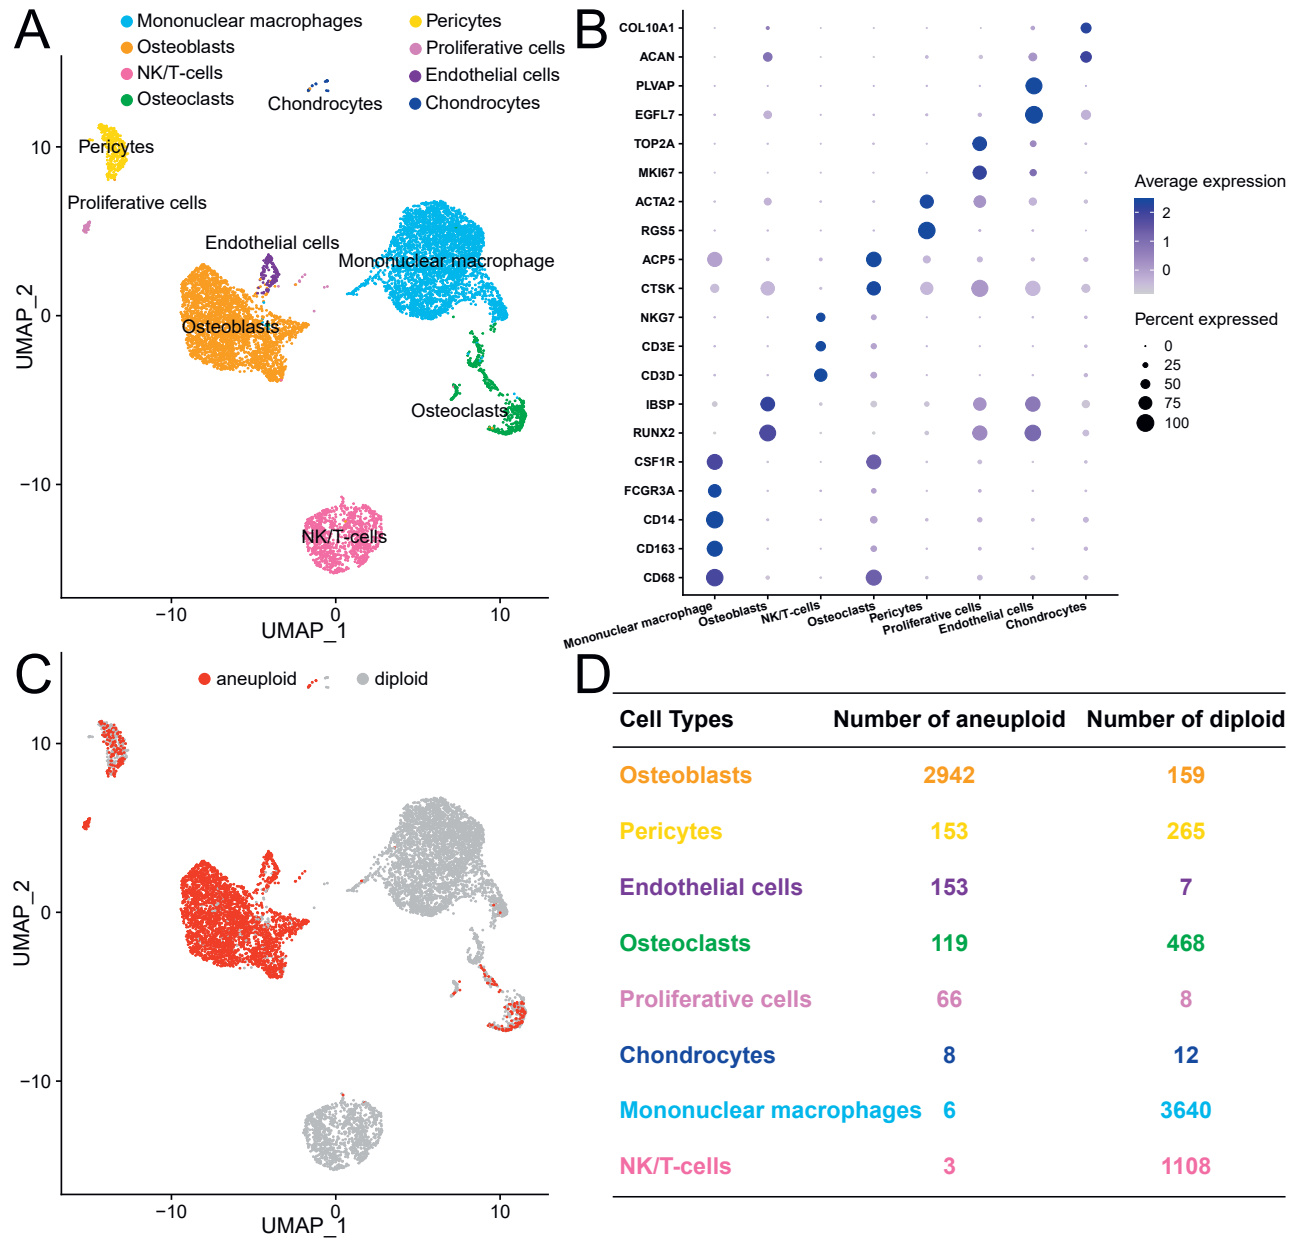 A
Mononuclear macrophages
Osteoblasts
NK/T-cells
Osteoclasts
Pericytes
Proliferative cells
Endothelial cells
Chondrocytes
Chondrocytes
Pericytes
Proliferative cells
Endothelial cells
Mononuclear macrophage
Osteoblasts
Osteoclasts
NK/T-cells
10
0
−10
UMAP_2
−10 0 10
UMAP_1
B
COL10A1
ACAN
PLVAP
EGFL7
TOP2A
MKI67
ACTA2
RGS5
ACP5
CTSK
NKG7
CD3E
CD3D
IBSP
RUNX2
CSF1R
FCGR3A
CD14
CD163
CD68
Mononuclear macrophage
Osteoblasts
NK/T-cells
Osteoclasts
Pericytes
Proliferative cells
Endothelial cells
Chondrocytes
Average expression
2
1
0
Percent expressed
0
25
50
75
100
C
aneuploid diploid
10
0
−10
UMAP_2
−10 0 10
UMAP_1
D
Cell Types Number of aneuploid Number of diploid
Osteoblasts 2942 159
Pericytes 153 265
Endothelial cells 153 7
Osteoclasts 119 468
Proliferative cells 66 8
Chondrocytes 8 12
Mononuclear macrophages 6 3640
NK/T-cells 3 1108